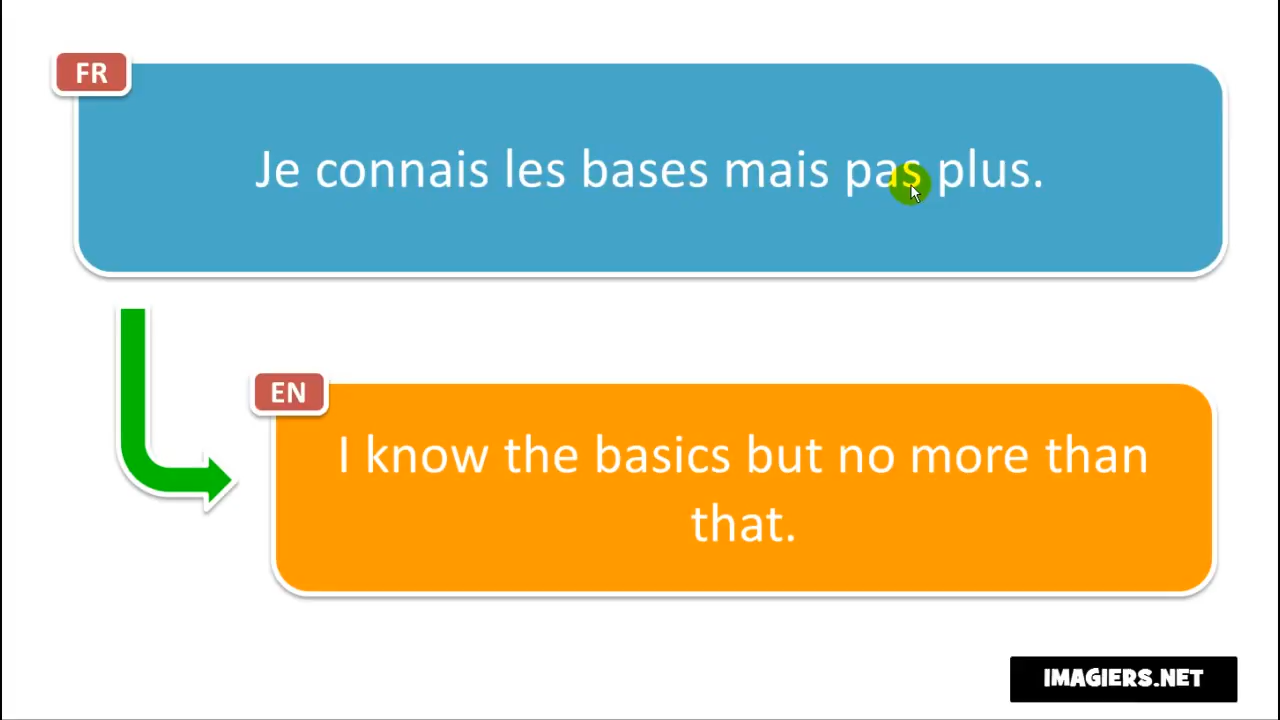 FR
Je connais les bases mais pas plus.
EN
I know the basics but no more than
that.
IMAGIERS.NET